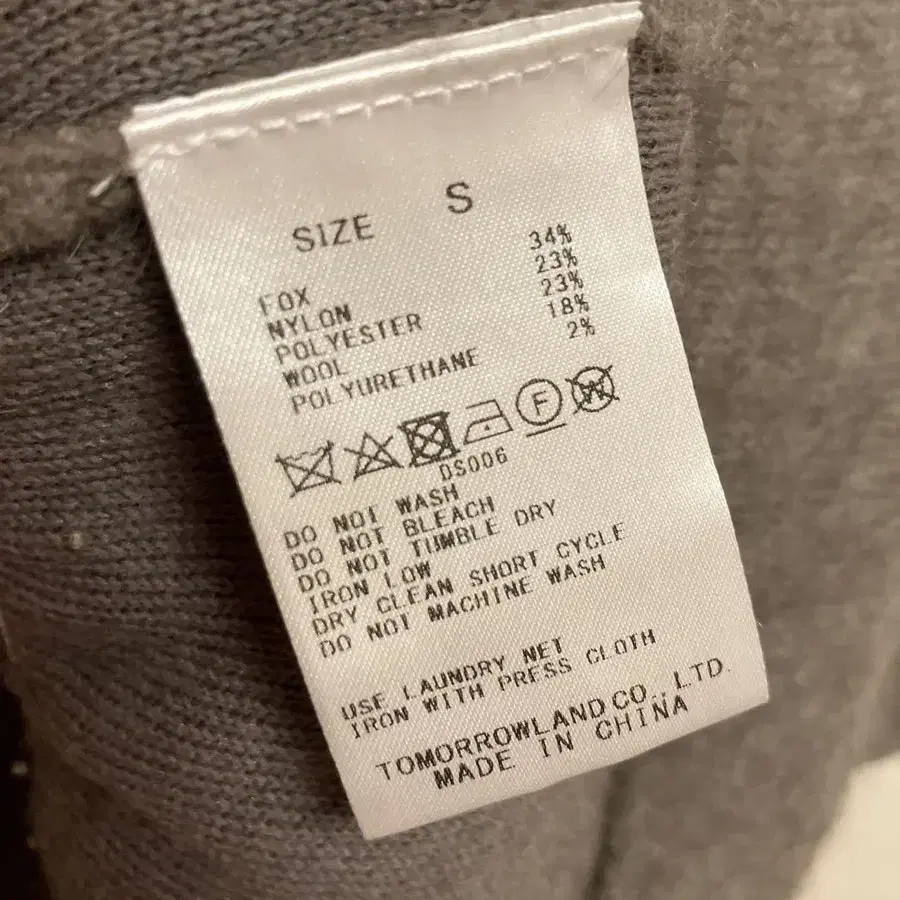 SIZE S
FOX 34%
NYLON 23%
POLYESTER 23%
WOOL 18%
POLYURETHANE 2%
F W
DS006
DO NOT WASH
DO NOT BLEACH
DO NOT TUMBLE DRY
IRON LOW
DRY CLEAN SHORT CYCLE
DO NOT MACHINE WASH
USE LAUNDRY NET
IRON WITH PRESS CLOTH
TOMORROWLAND CO., LTD.
MADE IN CHINA